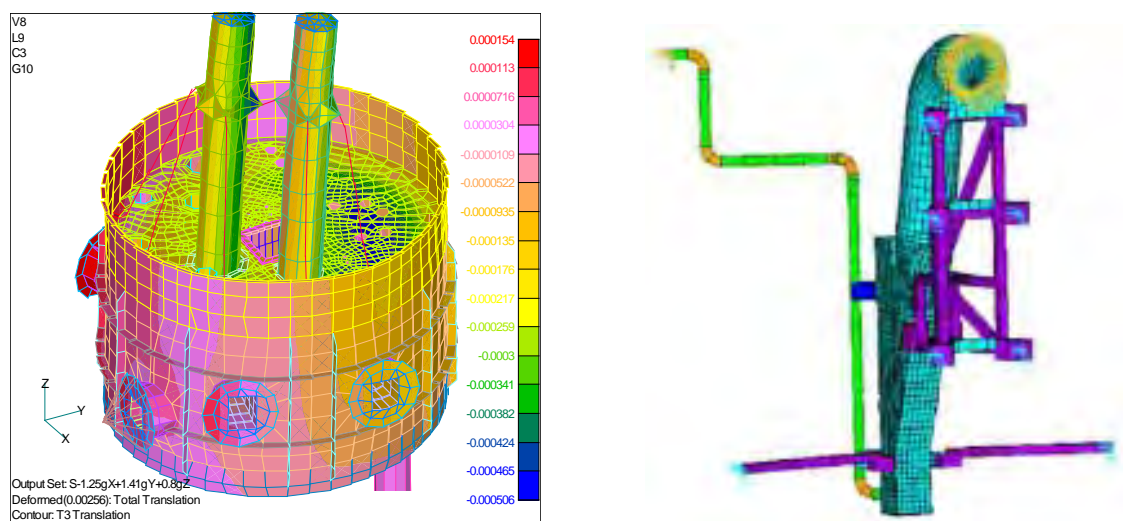 V8
L9
C3
G10
0.000154
0.000113
0.0000716
0.0000304
-0.0000109
-0.0000522
-0.0000935
-0.000135
-0.000176
-0.000217
-0.000259
-0.0003
-0.000341
-0.000382
-0.000424
-0.000465
-0.000506
Z
Y
X
Output Set: S-1.25gX+1.41gY+0.8gZ
Deformed(0.00256): Total Translation
Contour: T3 Translation